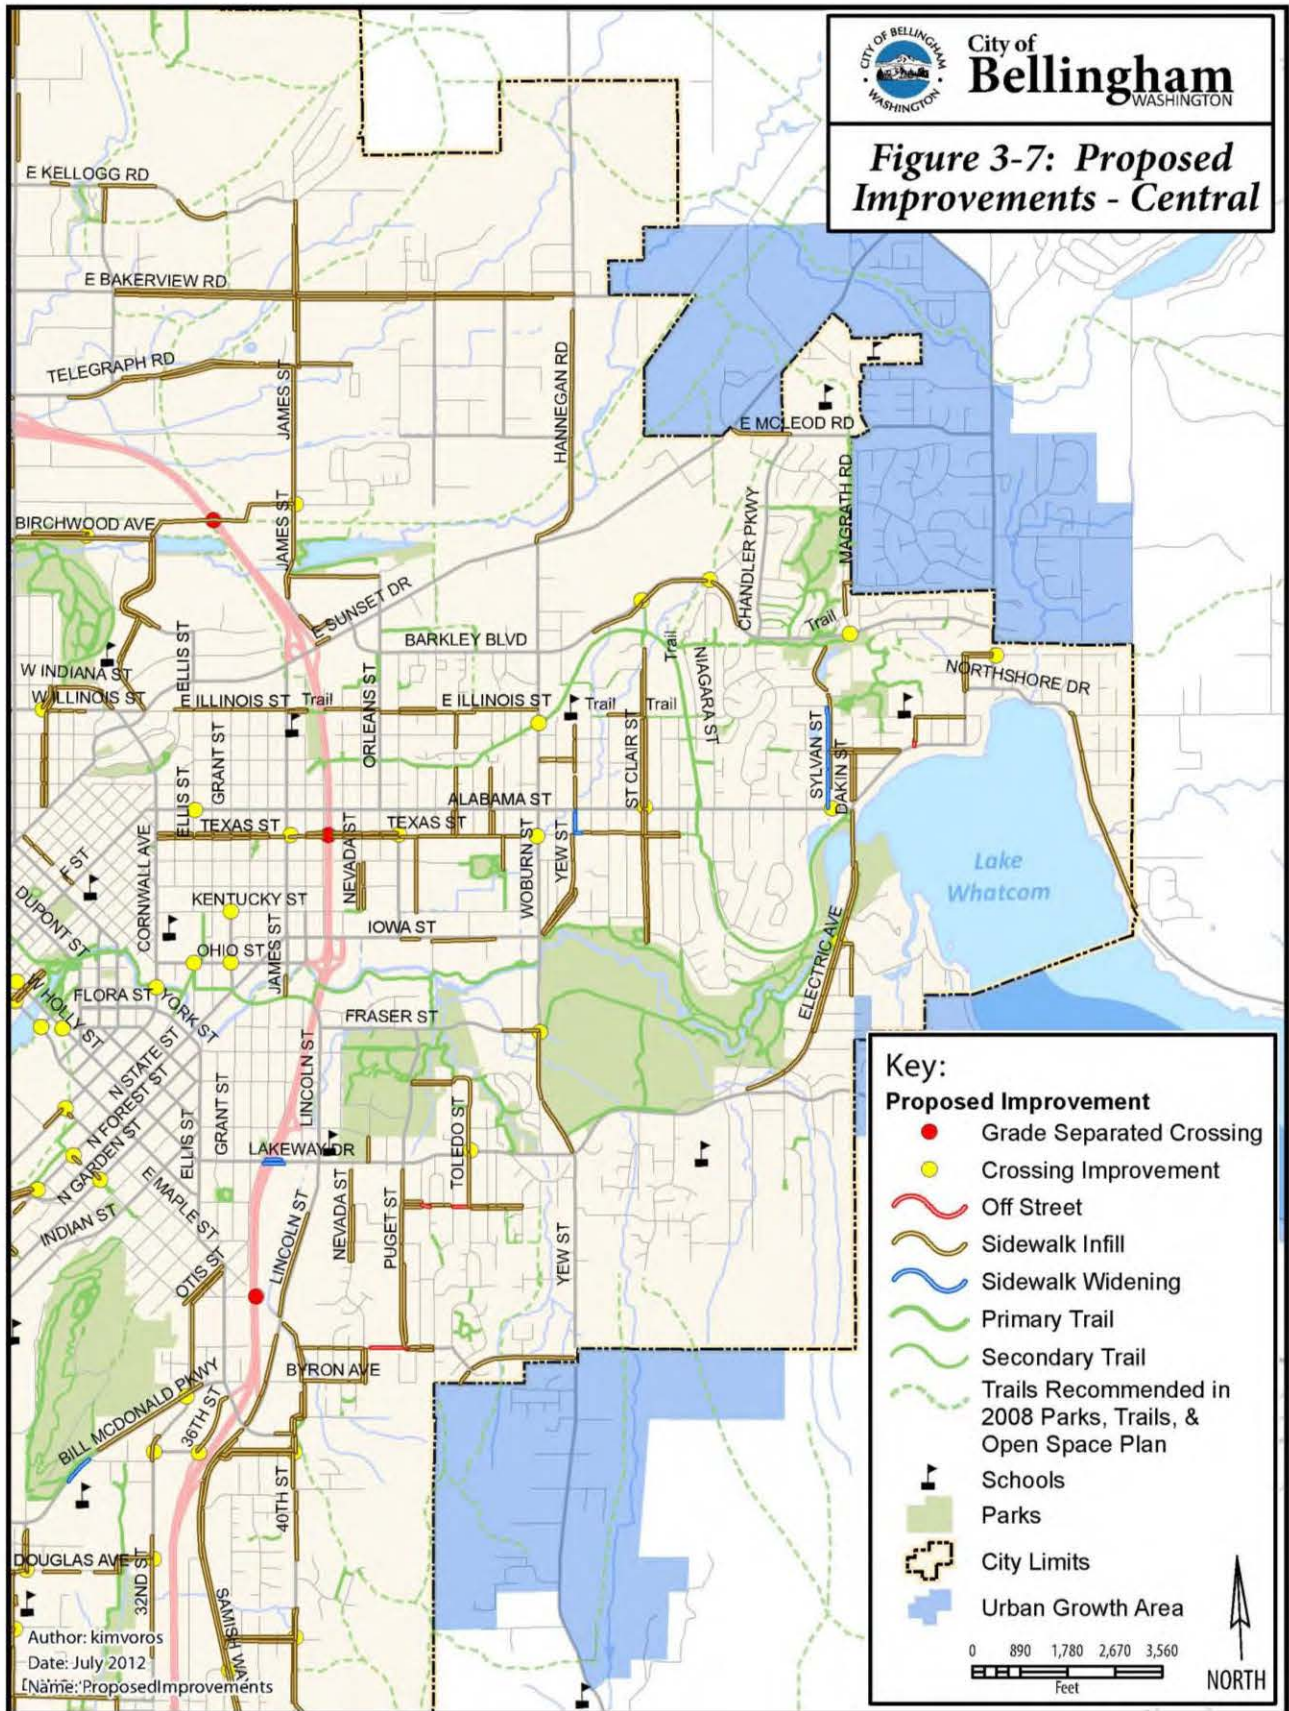 CITY OF BELLINGHAM
WASHINGTON
City of
Bellingham
WASHINGTON
Figure 3-7: Proposed
Improvements - Central
E KELLOGG RD
E BAKERVIEW RD
TELEGRAPH RD
JAMES ST
HANNEGAN RD
E MCLEOD RD
BIRCHWOOD AVE
JAMES ST
MAGRATH RD
CHANDLER PKWY
E SUNSET DR
BARKLEY BLVD
Trail
Trail
ELLIS ST
W INDIANA ST
W ILLINOIS ST
E ILLINOIS ST
Trail
ORLEANS ST
E ILLINOIS ST
Trail
Trail
NIAGARA ST
NORTHSHORE DR
GRANT ST
ST CLAIR ST
SYLVAN ST
DAKIN ST
ELLIS ST
ALABAMA ST
TEXAS ST
TEXAS ST
NEVADA ST
WOBURN ST
YEW ST
CORNWALL AVE
F ST
DUPONT ST
KENTUCKY ST
Lake
Whatcom
IOWA ST
OHIO ST
JAMES ST
ELECTRIC AVE
W HOLLY ST
FLORA ST
YORK ST
FRASER ST
N STATE ST
N FOREST ST
N GARDEN ST
LINCOLN ST
GRANT ST
ELLIS ST
LAKEWAY DR
TOLEDO ST
INDIAN ST
E MAPLE ST
OTIS ST
LINCOLN ST
NEVADA ST
PUGET ST
YEW ST
BYRON AVE
BILL MCDONALD PKWY
36TH ST
40TH ST
DOUGLAS AVE
32ND ST
SAMISH WAY
Author: kimvoros
Date: July 2012
Name: ProposedImprovements
Key:
Proposed Improvement
Grade Separated Crossing
Crossing Improvement
Off Street
Sidewalk Infill
Sidewalk Widening
Primary Trail
Secondary Trail
Trails Recommended in
2008 Parks, Trails, &
Open Space Plan
Schools
Parks
City Limits
Urban Growth Area
0 890 1,780 2,670 3,560
Feet
NORTH